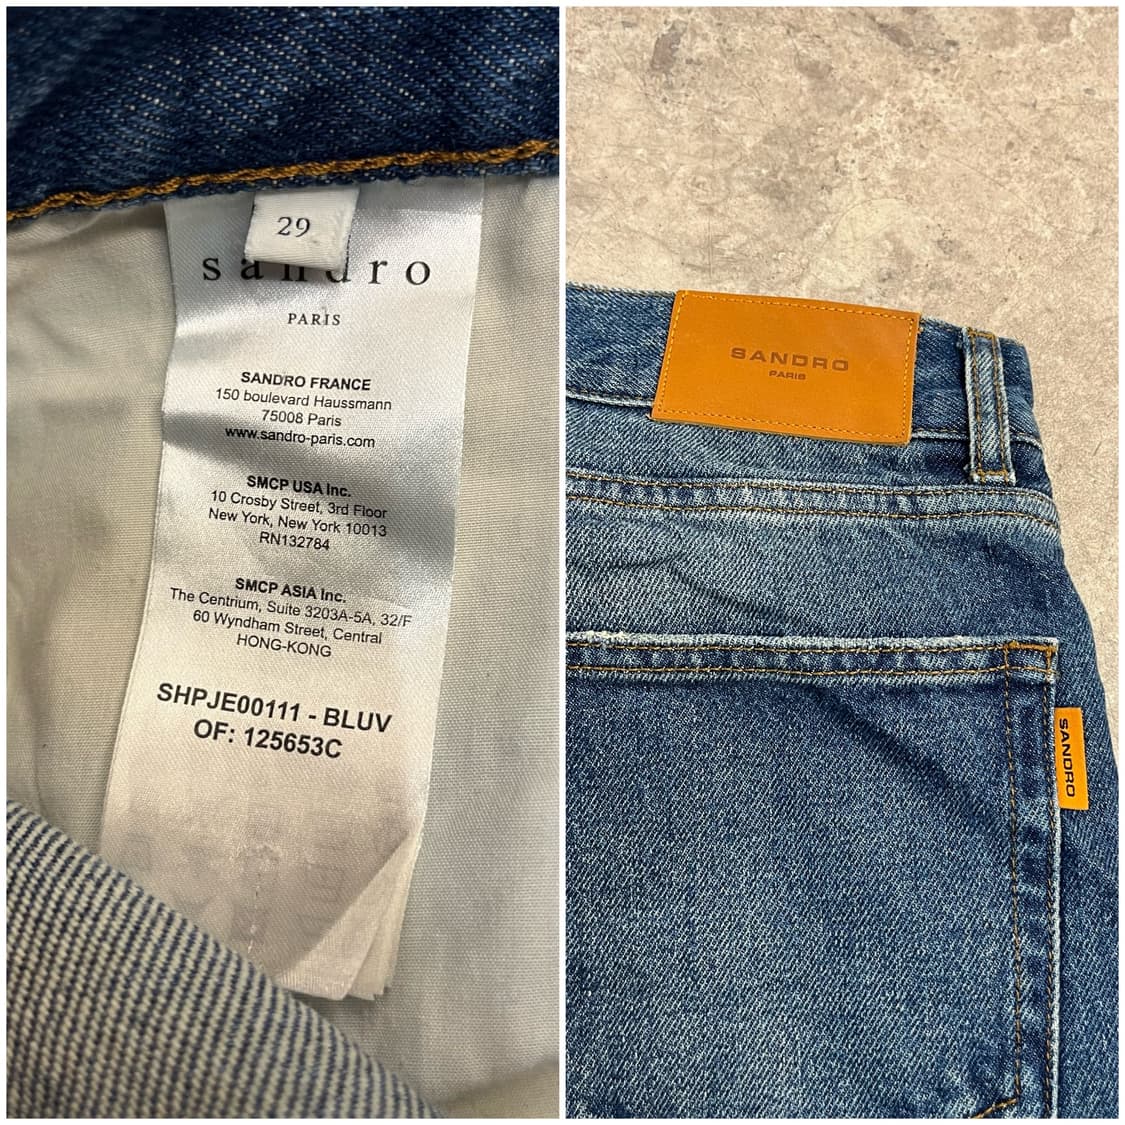 29
sandro
PARIS
SANDRO FRANCE
150 boulevard Haussmann
75008 Paris
www.sandro-paris.com
SMCP USA Inc.
10 Crosby Street, 3rd Floor
New York, New York 10013
RN132784
SMCP ASIA Inc.
The Centrium, Suite 3203A-5A, 32/F
60 Wyndham Street, Central
HONG-KONG
SHPJE00111 - BLUV
OF: 125653C
SANDRO
PARIS
SANDRO